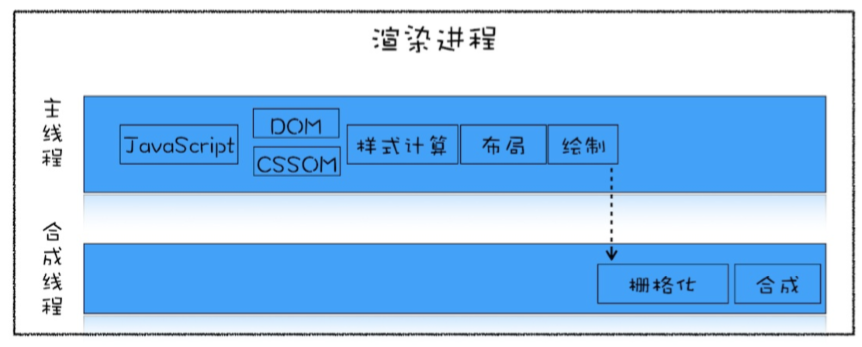 渲染进程
主线程
JavaScript
DOM
CSSOM
样式计算
布局
绘制
合成线程
栅格化
合成